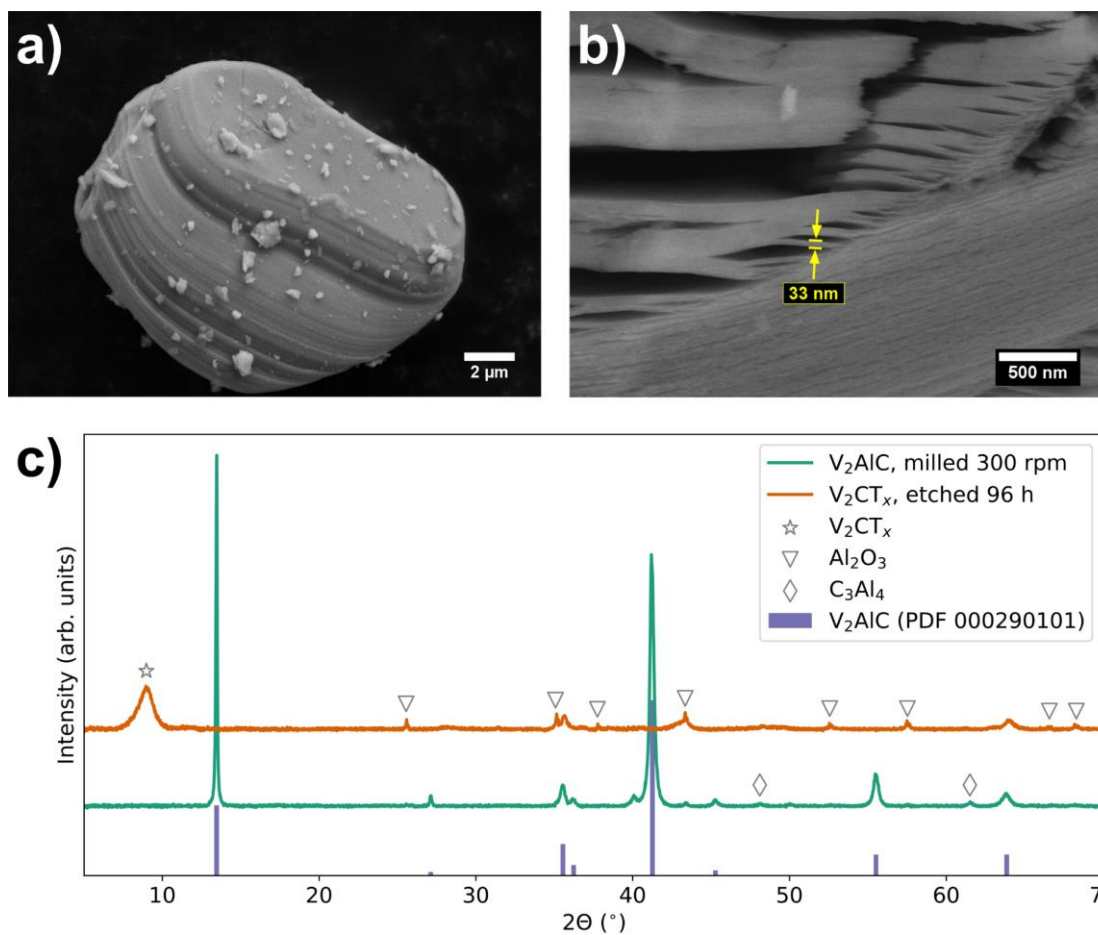 a)
2 μm
b)
33 nm
500 nm
c)
V₂AlC, milled 300 rpm
V₂CTₓ, etched 96 h
V₂CTₓ
Al₂O₃
C₃Al₄
V₂AlC (PDF 000290101)
Intensity (arb. units)
10 20 30 40 50 60 7
2Θ (°)